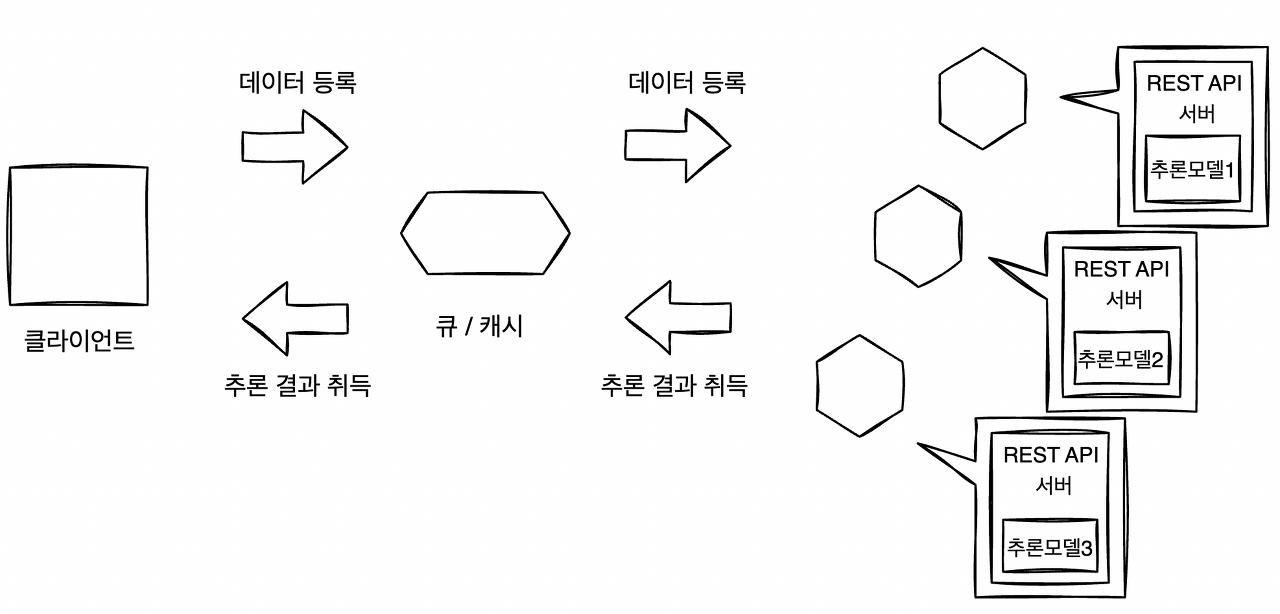 데이터 등록
데이터 등록
클라이언트
큐 / 캐시
추론 결과 취득
추론 결과 취득
REST API
서버
추론모델1
REST API
서버
추론모델2
REST API
서버
추론모델3